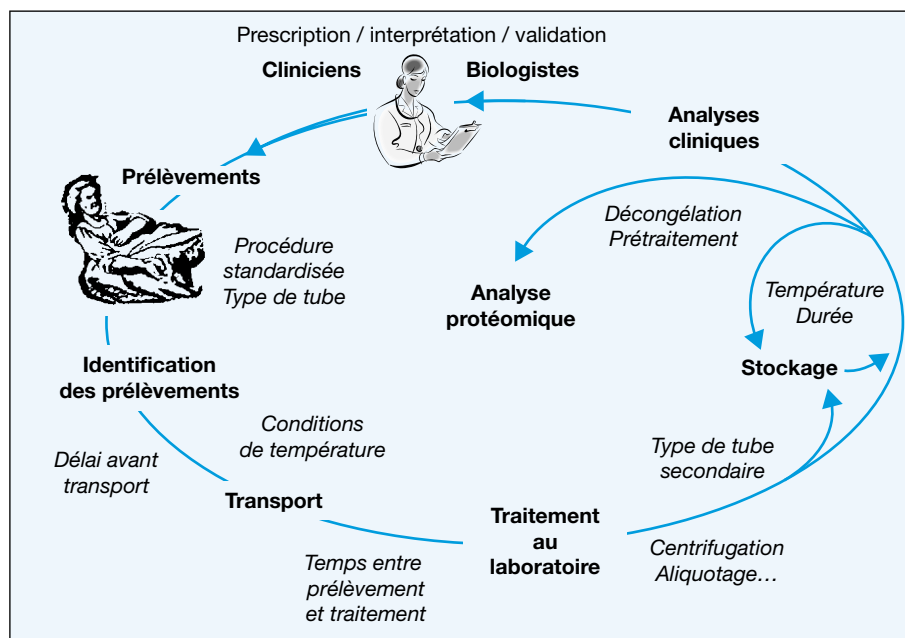 Prescription / interprétation / validation
Cliniciens
Biologistes
Analyses
cliniques
Prélèvements
Procédure
standardisée
Type de tube
Décongélation
Prétraitement
Analyse
protéomique
Température
Durée
Stockage
Identification
des prélèvements
Conditions
de température
Délai avant
transport
Transport
Type de tube
secondaire
Traitement
au
laboratoire
Centrifugation
Aliquotage…
Temps entre
prélèvement
et traitement